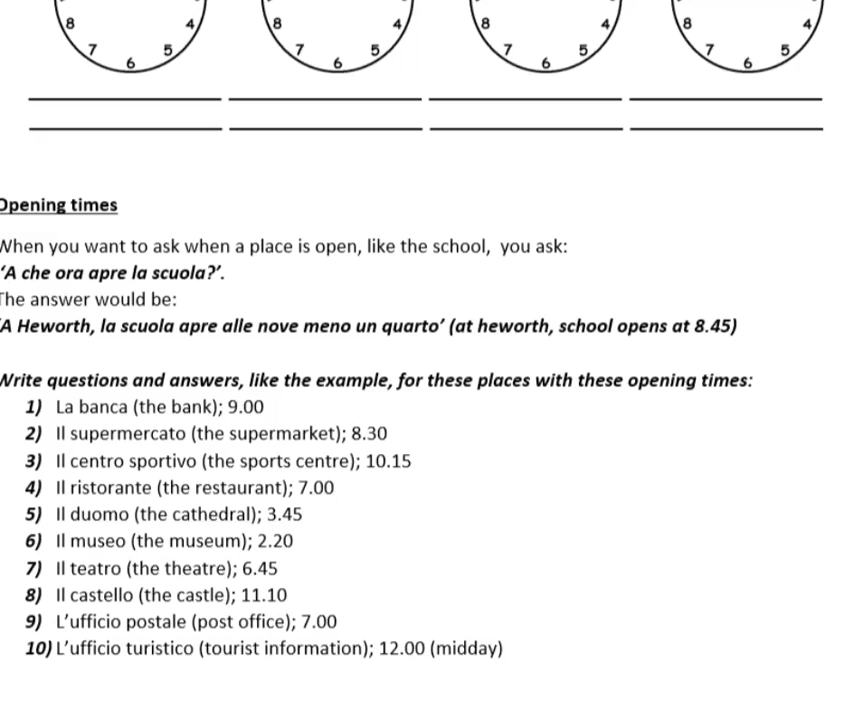 8 4 8 4 8 4 8 4
7 5 7 5 7 5 7 5
6 6 6 6
Opening times
When you want to ask when a place is open, like the school, you ask:
‘A che ora apre la scuola?’.
The answer would be:
‘A Heworth, la scuola apre alle nove meno un quarto’ (at heworth, school opens at 8.45)
Write questions and answers, like the example, for these places with these opening times:
1) La banca (the bank); 9.00
2) Il supermercato (the supermarket); 8.30
3) Il centro sportivo (the sports centre); 10.15
4) Il ristorante (the restaurant); 7.00
5) Il duomo (the cathedral); 3.45
6) Il museo (the museum); 2.20
7) Il teatro (the theatre); 6.45
8) Il castello (the castle); 11.10
9) L’ufficio postale (post office); 7.00
10) L’ufficio turistico (tourist information); 12.00 (midday)